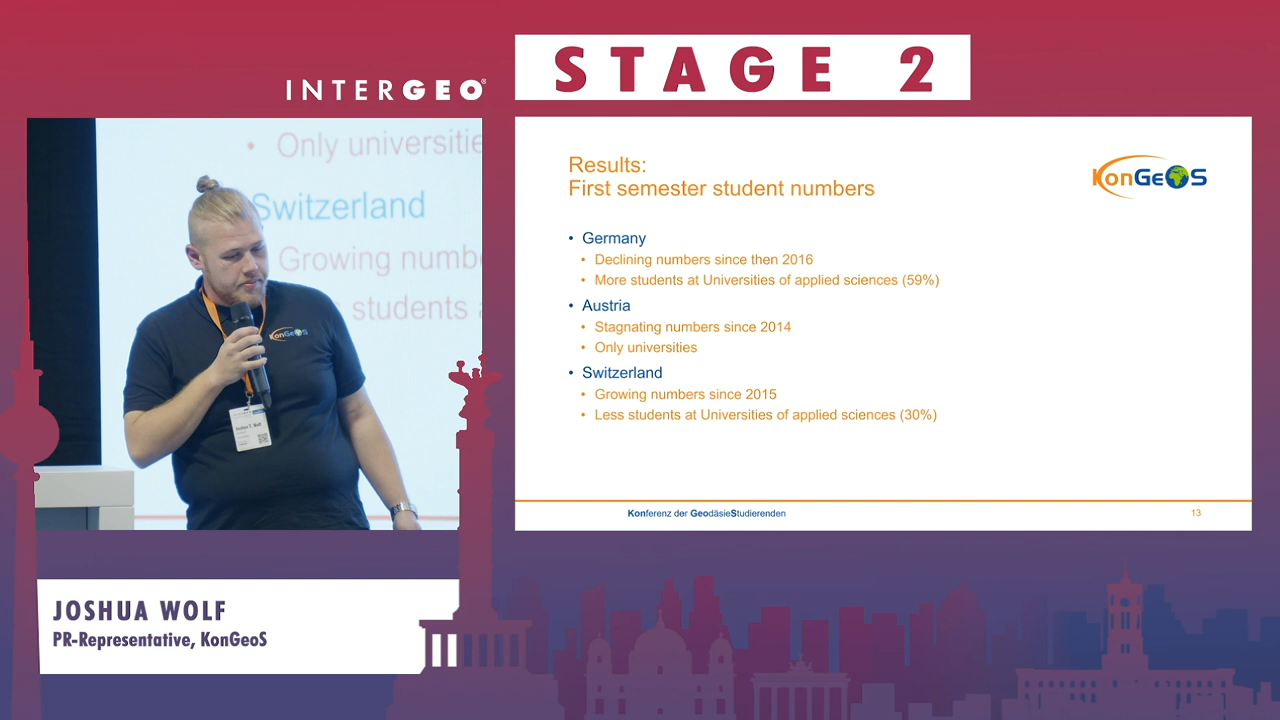 STAGE 2
INTERGEO®
Only universitie
Switzerland
Growing numb
students a
KonGeOS
Joshua T. Wolf
Results:
First semester student numbers
KonGeOS
• Germany
• Declining numbers since then 2016
• More students at Universities of applied sciences (59%)
• Austria
• Stagnating numbers since 2014
• Only universities
• Switzerland
• Growing numbers since 2015
• Less students at Universities of applied sciences (30%)
Konferenz der GeodäsieStudierenden
13
JOSHUA WOLF
PR-Representative, KonGeoS